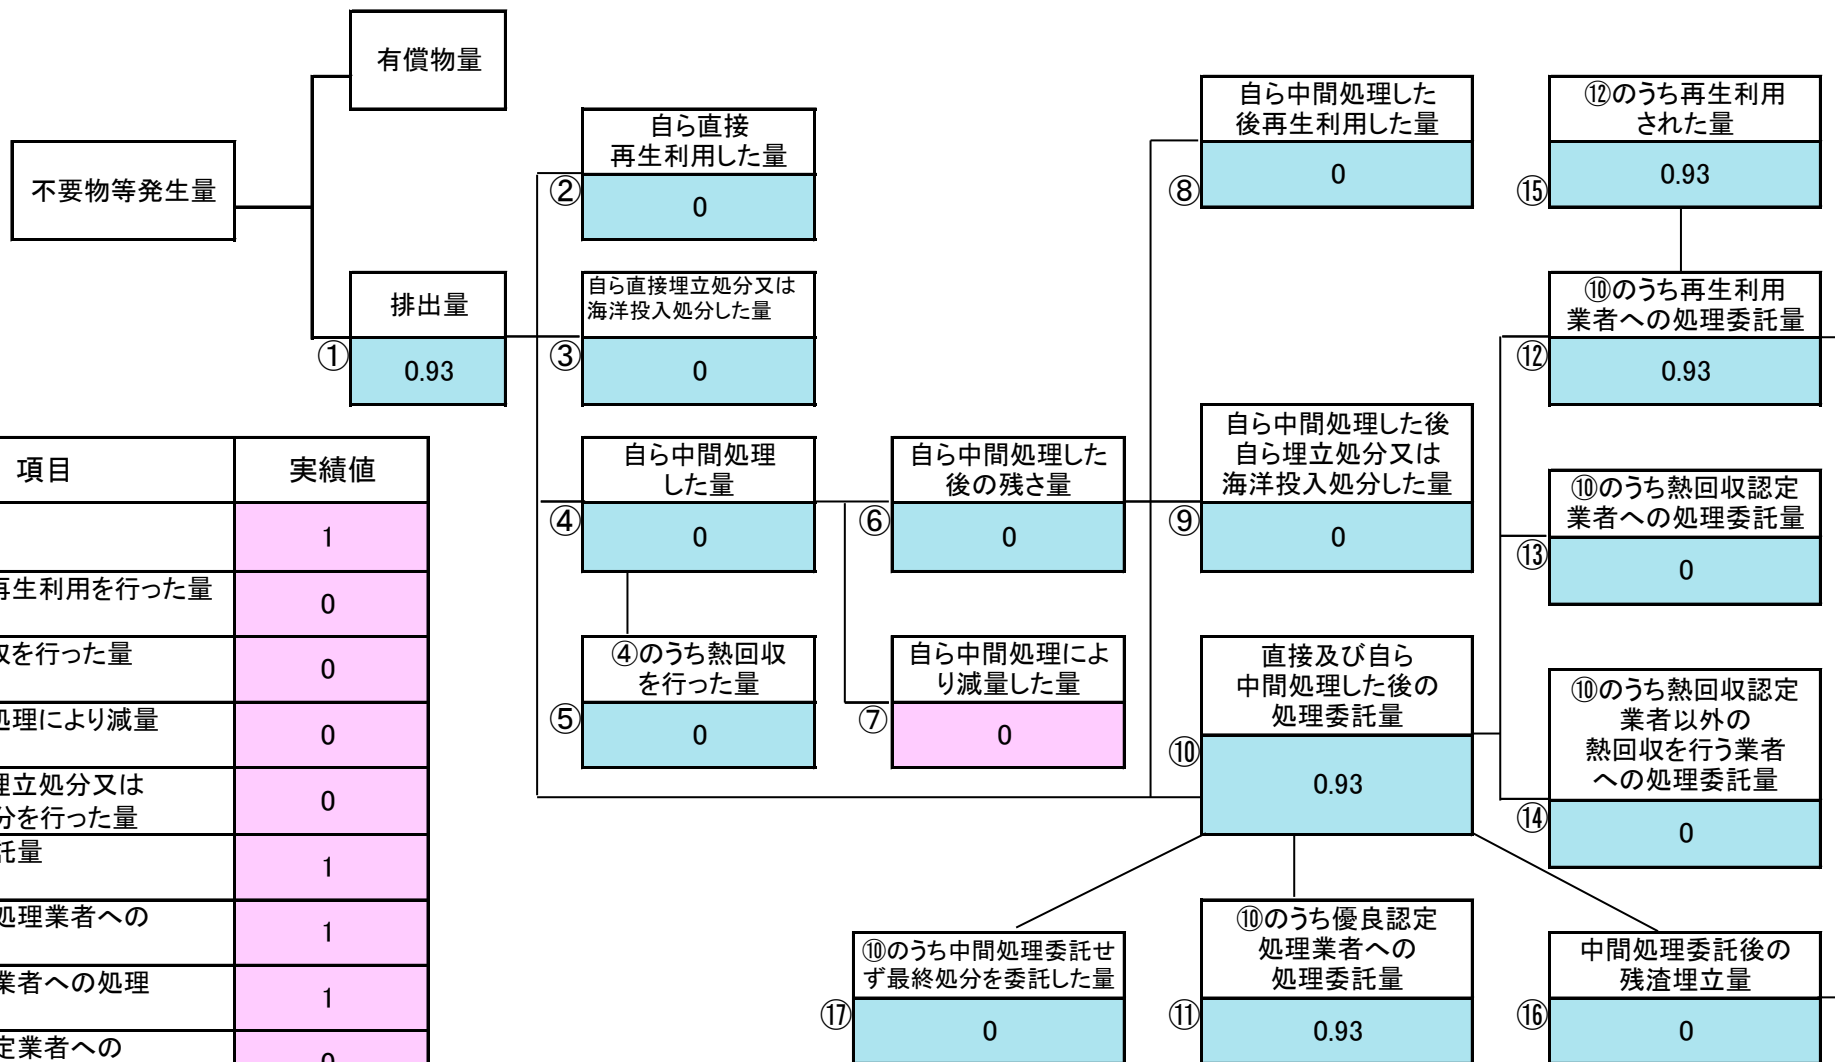 有償物量
不要物等発生量
排出量
①
0.93
自ら直接
再生利用した量
②
0
自ら直接埋立処分又は
海洋投入処分した量
③
0
自ら中間処理
した量
④
0
④のうち熱回収
を行った量
⑤
0
自ら中間処理した
後の残さ量
⑥
0
自ら中間処理によ
り減量した量
⑦
0
自ら中間処理した
後再生利用した量
⑧
0
自ら中間処理した後
自ら埋立処分又は
海洋投入処分した量
⑨
0
直接及び自ら
中間処理した後の
処理委託量
⑩
0.93
⑩のうち優良認定
処理業者への
処理委託量
⑪
0.93
⑫のうち再生利用
された量
⑮
0.93
⑩のうち再生利用
業者への処理委託量
⑫
0.93
⑩のうち熱回収認定
業者への処理委託量
⑬
0
⑩のうち熱回収認定
業者以外の
熱回収を行う業者
への処理委託量
⑭
0
中間処理委託後の
残渣埋立量
⑯
0
⑩のうち中間処理委託せ
ず最終処分を委託した量
⑰
0
項目 実績値
1
再生利用を行った量
0
を行った量
0
処理により減量
0
埋立処分又は
分を行った量
0
託量
1
処理業者への
1
業者への処理
1
定業者への